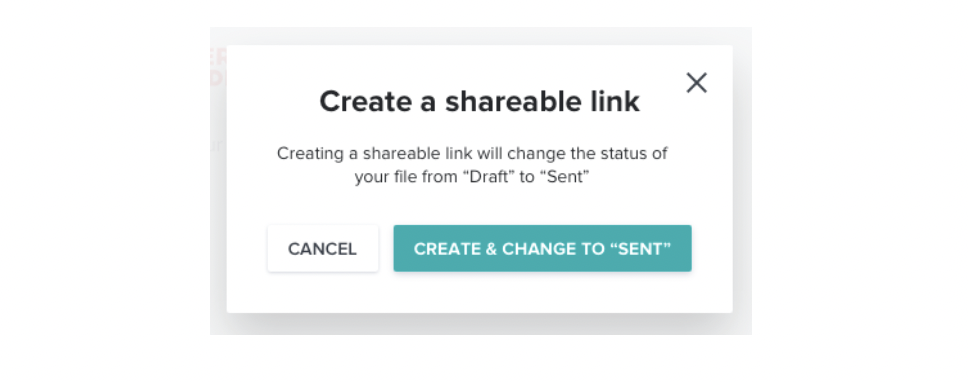 Create a shareable link
Creating a shareable link will change the status of
your file from “Draft” to “Sent”
CANCEL
CREATE & CHANGE TO “SENT”